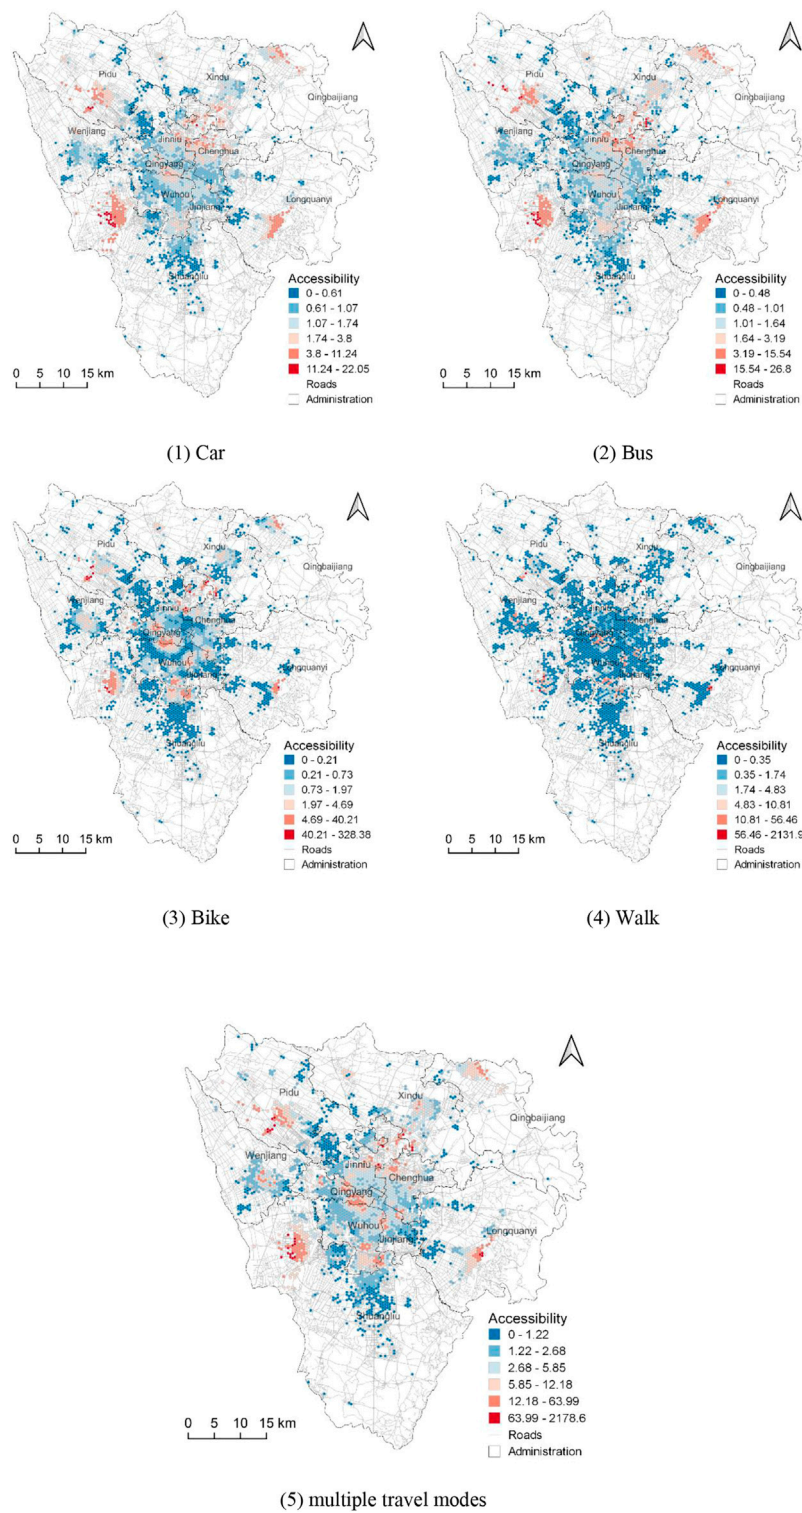 Pidu
Xindu
Qingbaijiang
Wenjiang
Jinniu
Chenghua
Qingyang
Wuhou
Jinjiang
Longquanyi
Shuangliu
Accessibility
0 - 0.61
0.61 - 1.07
1.07 - 1.74
1.74 - 3.8
3.8 - 11.24
11.24 - 22.05
Roads
Administration
0 5 10 15 km
(1) Car
Pidu
Xindu
Qingbaijiang
Wenjiang
Jinniu
Chenghua
Qingyang
Wuhou
Jinjiang
Longquanyi
Shuangliu
Accessibility
0 - 0.48
0.48 - 1.01
1.01 - 1.64
1.64 - 3.19
3.19 - 15.54
15.54 - 26.8
Roads
Administration
0 5 10 15 km
(2) Bus
Pidu
Xindu
Qingbaijiang
Wenjiang
Jinniu
Chenghua
Qingyang
Wuhou
Jinjiang
Longquanyi
Shuangliu
Accessibility
0 - 0.21
0.21 - 0.73
0.73 - 1.97
1.97 - 4.69
4.69 - 40.21
40.21 - 328.38
Roads
Administration
0 5 10 15 km
(3) Bike
Pidu
Xindu
Qingbaijiang
Wenjiang
Jinniu
Chenghua
Qingyang
Wuhou
Jinjiang
Longquanyi
Shuangliu
Accessibility
0 - 0.35
0.35 - 1.74
1.74 - 4.83
4.83 - 10.81
10.81 - 56.46
56.46 - 2131.9
Roads
Administration
0 5 10 15 km
(4) Walk
Pidu
Xindu
Qingbaijiang
Wenjiang
Jinniu
Chenghua
Qingyang
Wuhou
Jinjiang
Longquanyi
Shuangliu
Accessibility
0 - 1.22
1.22 - 2.68
2.68 - 5.85
5.85 - 12.18
12.18 - 63.99
63.99 - 2178.6
Roads
Administration
0 5 10 15 km
(5) multiple travel modes